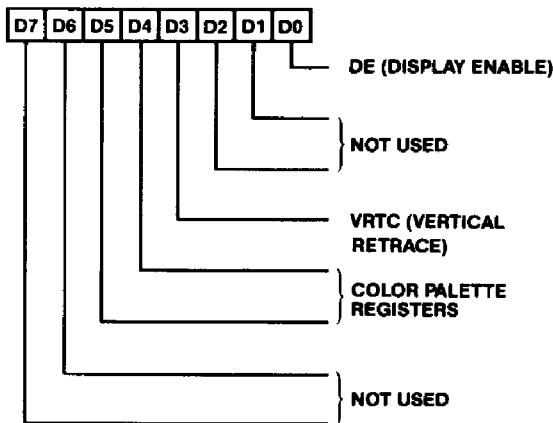 D7 D6 D5 D4 D3 D2 D1 D0
DE (DISPLAY ENABLE)
NOT USED
VRTC (VERTICAL
RETRACE)
COLOR PALETTE
REGISTERS
NOT USED